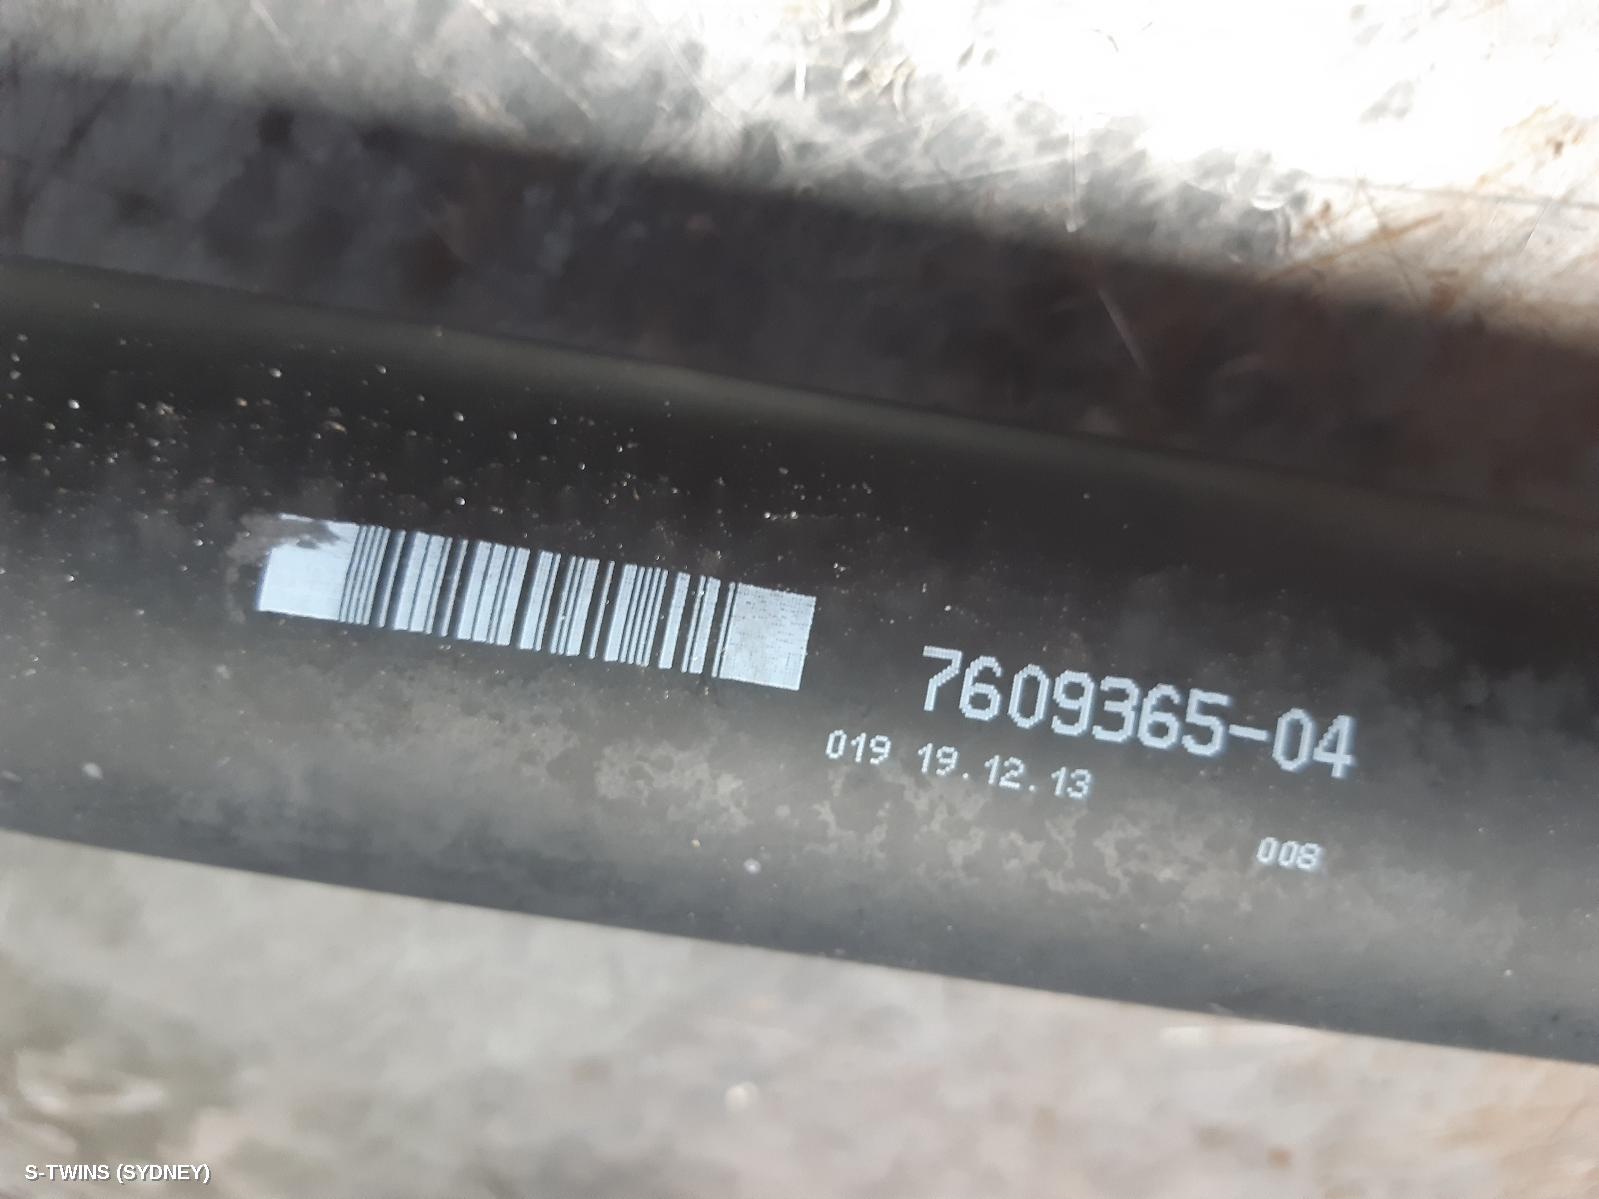 7609365-04
019 19.12.13
008
S-TWINS (SYDNEY)